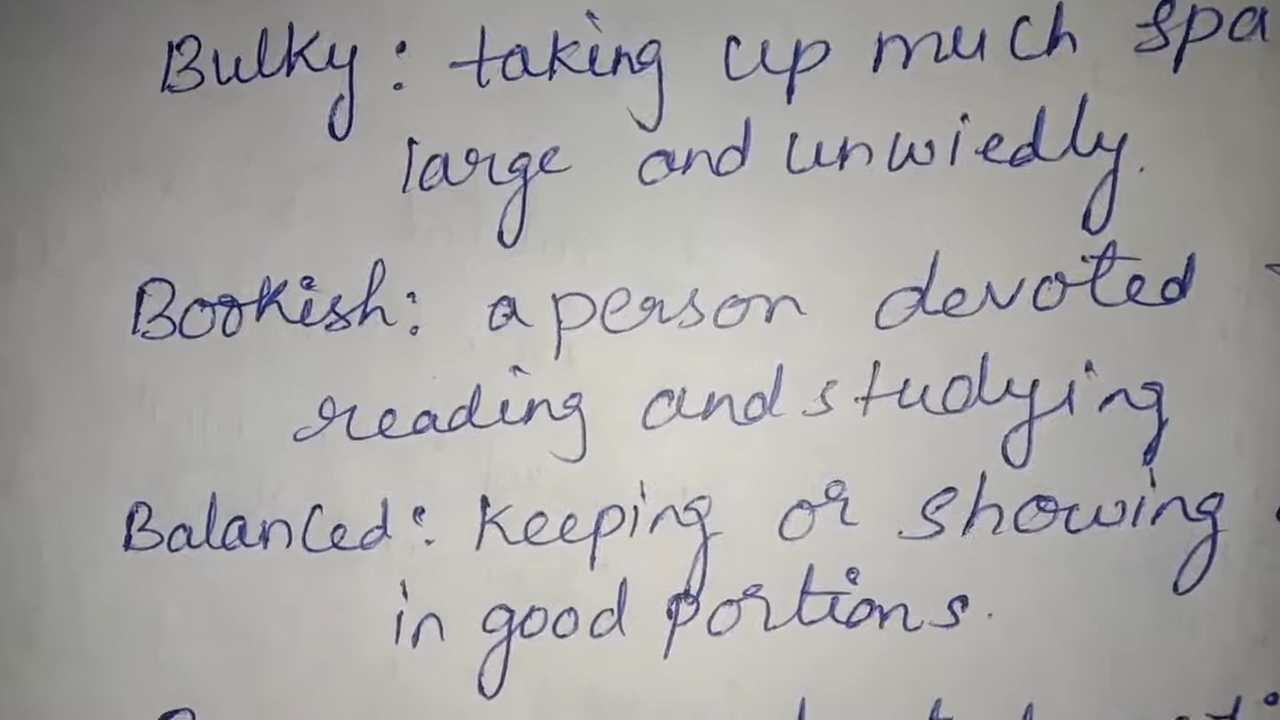 Bulky: taking up much spa
large and unwiedly.
Bookish: a person devoted
reading and studying
Balanced: keeping or showing
in good portions.